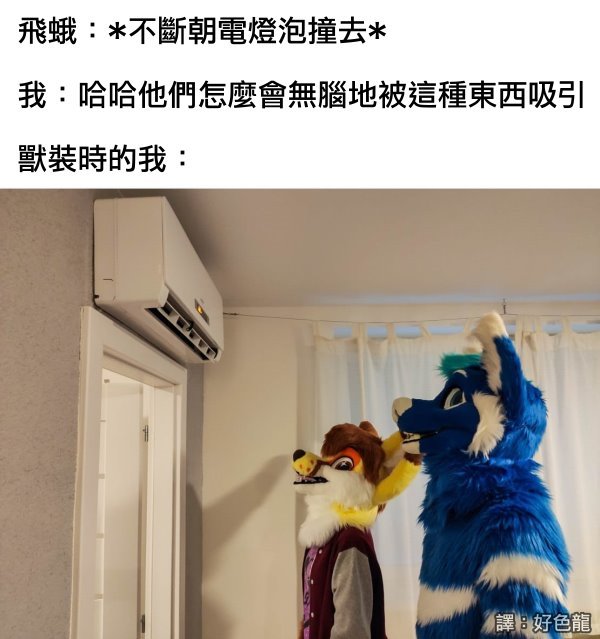 飛蛾：*不斷朝電燈泡撞去*
我：哈哈他們怎麼會無腦地被這種東西吸引
獸裝時的我：
譯：好色龍